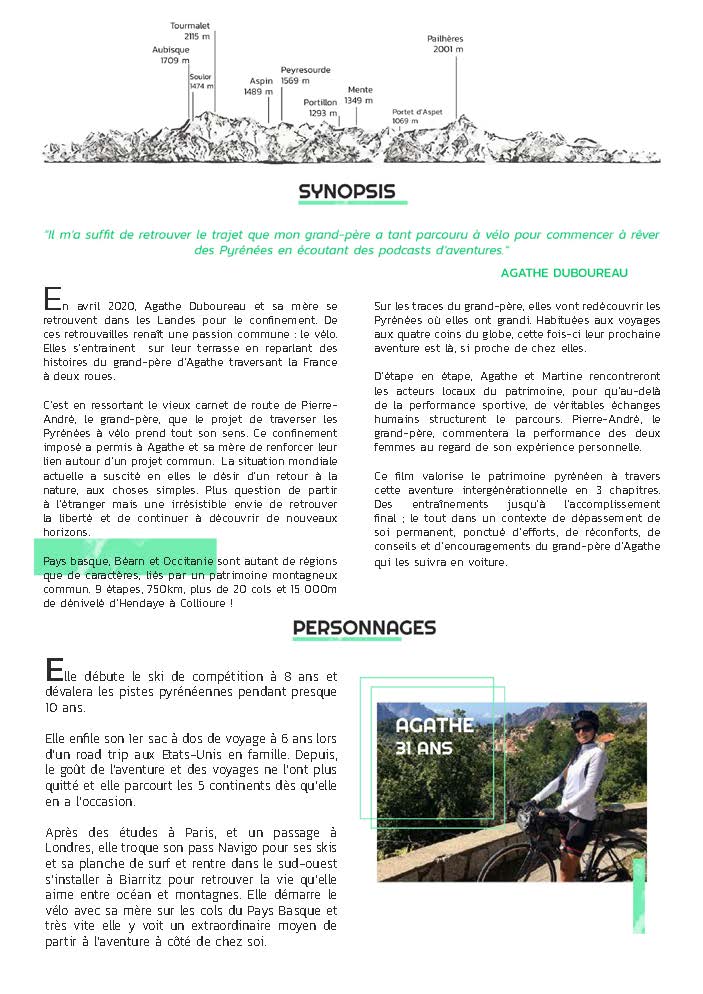 Tourmalet
2115 m
Aubisque
1709 m
Soulor
1474 m
Aspin
1489 m
Peyresourde
1569 m
Portillon
1293 m
Mente
1349 m
Portet d'Aspet
1069 m
Pailhères
2001 m
SYNOPSIS
"Il m'a suffit de retrouver le trajet que mon grand-père a tant parcouru à vélo pour commencer à rêver
des Pyrénées en écoutant des podcasts d'aventures."
AGATHE DUBOUREAU
En avril 2020, Agathe Duboureau et sa mère se
retrouvent dans les Landes pour le confinement. De
ces retrouvailles renaît une passion commune : le vélo.
Elles s'entrainent sur leur terrasse en reparlant des
histoires du grand-père d'Agathe traversant la France
à deux roues.
C'est en ressortant le vieux carnet de route de Pierre-
André, le grand-père, que le projet de traverser les
Pyrénées à vélo prend tout son sens. Ce confinement
imposé a permis à Agathe et sa mère de renforcer leur
lien autour d'un projet commun. La situation mondiale
actuelle a suscité en elles le désir d'un retour à la
nature, aux choses simples. Plus question de partir
à l'étranger mais une irrésistible envie de retrouver
la liberté et de continuer à découvrir de nouveaux
horizons.
Pays basque, Béarn et Occitanie sont autant de régions
que de caractères, liés par un patrimoine montagneux
commun. 9 étapes, 750km, plus de 20 cols et 15 000m
de dénivelé d'Hendaye à Collioure !
Sur les traces du grand-père, elles vont redécouvrir les
Pyrénées où elles ont grandi. Habituées aux voyages
aux quatre coins du globe, cette fois-ci leur prochaine
aventure est là, si proche de chez elles.
D'étape en étape, Agathe et Martine rencontreront
les acteurs locaux du patrimoine, pour qu'au-delà
de la performance sportive, de véritables échanges
humains structurent le parcours. Pierre-André, le
grand-père, commentera la performance des deux
femmes au regard de son expérience personnelle.
Ce film valorise le patrimoine pyrénéen à travers
cette aventure intergénérationnelle en 3 chapitres.
Des entraînements jusqu'à l'accomplissement
final ; le tout dans un contexte de dépassement de
soi permanent, ponctué d'efforts, de réconforts, de
conseils et d'encouragements du grand-père d'Agathe
qui les suivra en voiture.
PERSONNAGES
Elle débute le ski de compétition à 8 ans et
dévalera les pistes pyrénéennes pendant presque
10 ans.
Elle enfile son 1er sac à dos de voyage à 6 ans lors
d'un road trip aux Etats-Unis en famille. Depuis,
le goût de l'aventure et des voyages ne l'ont plus
quitté et elle parcourt les 5 continents dès qu'elle
en a l'occasion.
Après des études à Paris, et un passage à
Londres, elle troque son pass Navigo pour ses skis
et sa planche de surf et rentre dans le sud-ouest
s'installer à Biarritz pour retrouver la vie qu'elle
aime entre océan et montagnes. Elle démarre le
vélo avec sa mère sur les cols du Pays Basque et
très vite elle y voit un extraordinaire moyen de
partir à l'aventure à côté de chez soi.
AGATHE
31 ANS